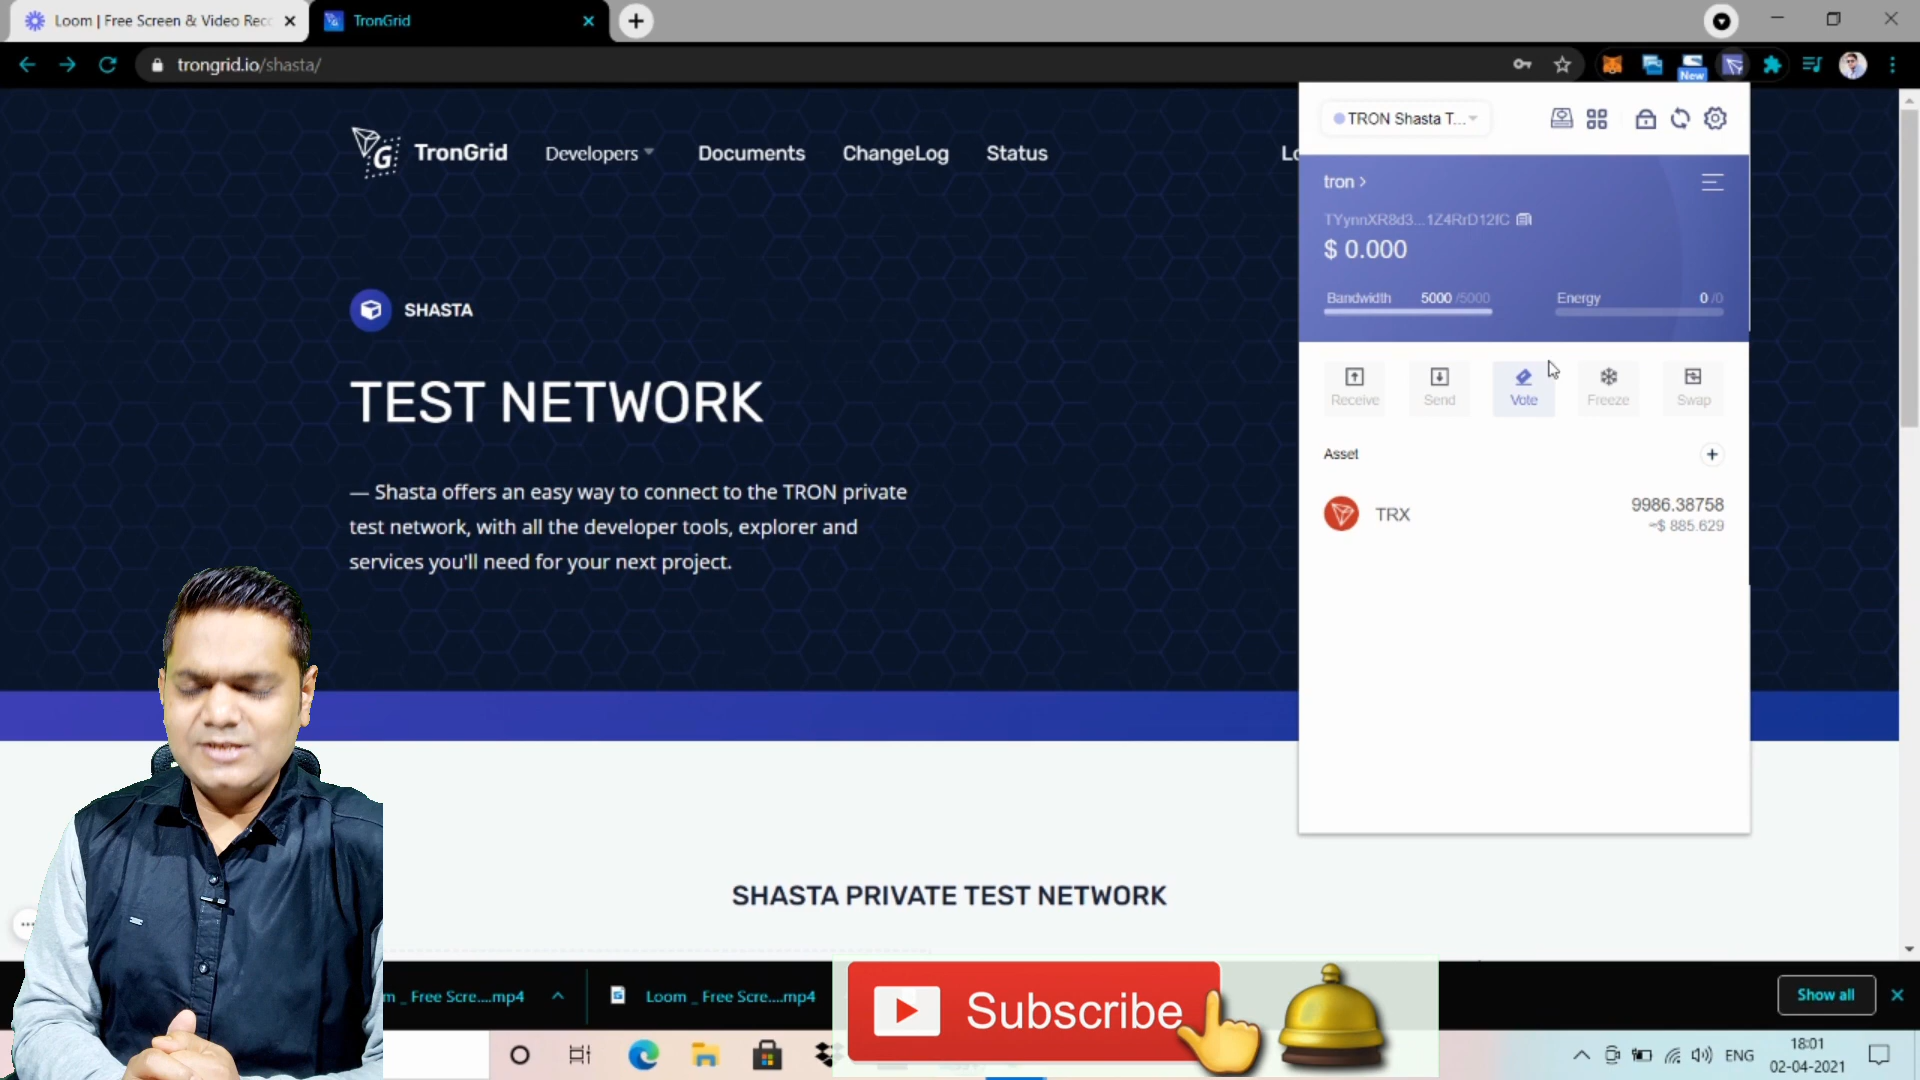 Loom | Free Screen & Video Rec
TronGrid
trongrid.io/shasta/
New
TronGrid
Developers
Documents
ChangeLog
Status
TRON Shasta T...
tron >
TYynnXR8d3...1Z4RrD12fC
$ 0.000
Bandwidth 5000 /5000
Energy 0 /0
Receive
Send
Vote
Freeze
Swap
Asset
TRX
9986.38758
≈$ 885.629
SHASTA
TEST NETWORK
— Shasta offers an easy way to connect to the TRON private
test network, with all the developer tools, explorer and
services you'll need for your next project.
SHASTA PRIVATE TEST NETWORK
m _ Free Scre....mp4
Loom _ Free Scre....mp4
Subscribe
Show all
ENG
18:01
02-04-2021